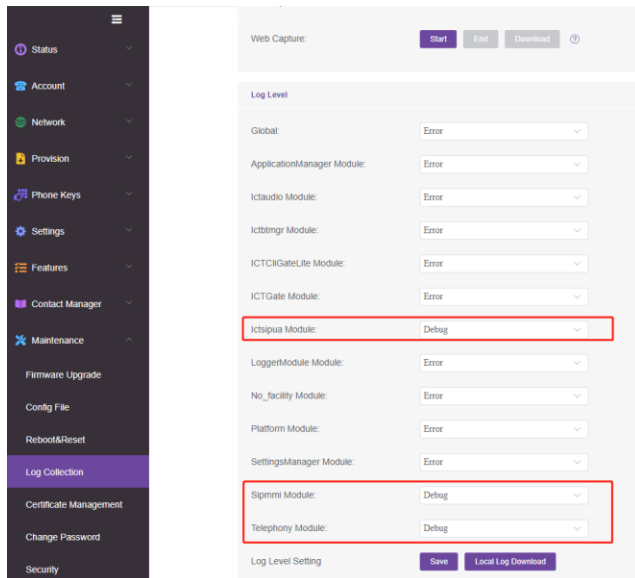 Status
Account
Network
Provision
Phone Keys
Settings
Features
Contact Manager
Maintenance
Firmware Upgrade
Config File
Reboot&Reset
Log Collection
Certificate Management
Change Password
Security
Web Capture: Start End Download ?
Log Level
Global: Error
ApplicationManager Module: Error
Ictaudio Module: Error
Ictbtmgr Module: Error
ICTCliGateLite Module: Error
ICTGate Module: Error
Ictsipua Module: Debug
LoggerModule Module: Error
No_facility Module: Error
Platform Module: Error
SettingsManager Module: Error
Sipmmi Module: Debug
Telephony Module: Debug
Log Level Setting Save Local Log Download